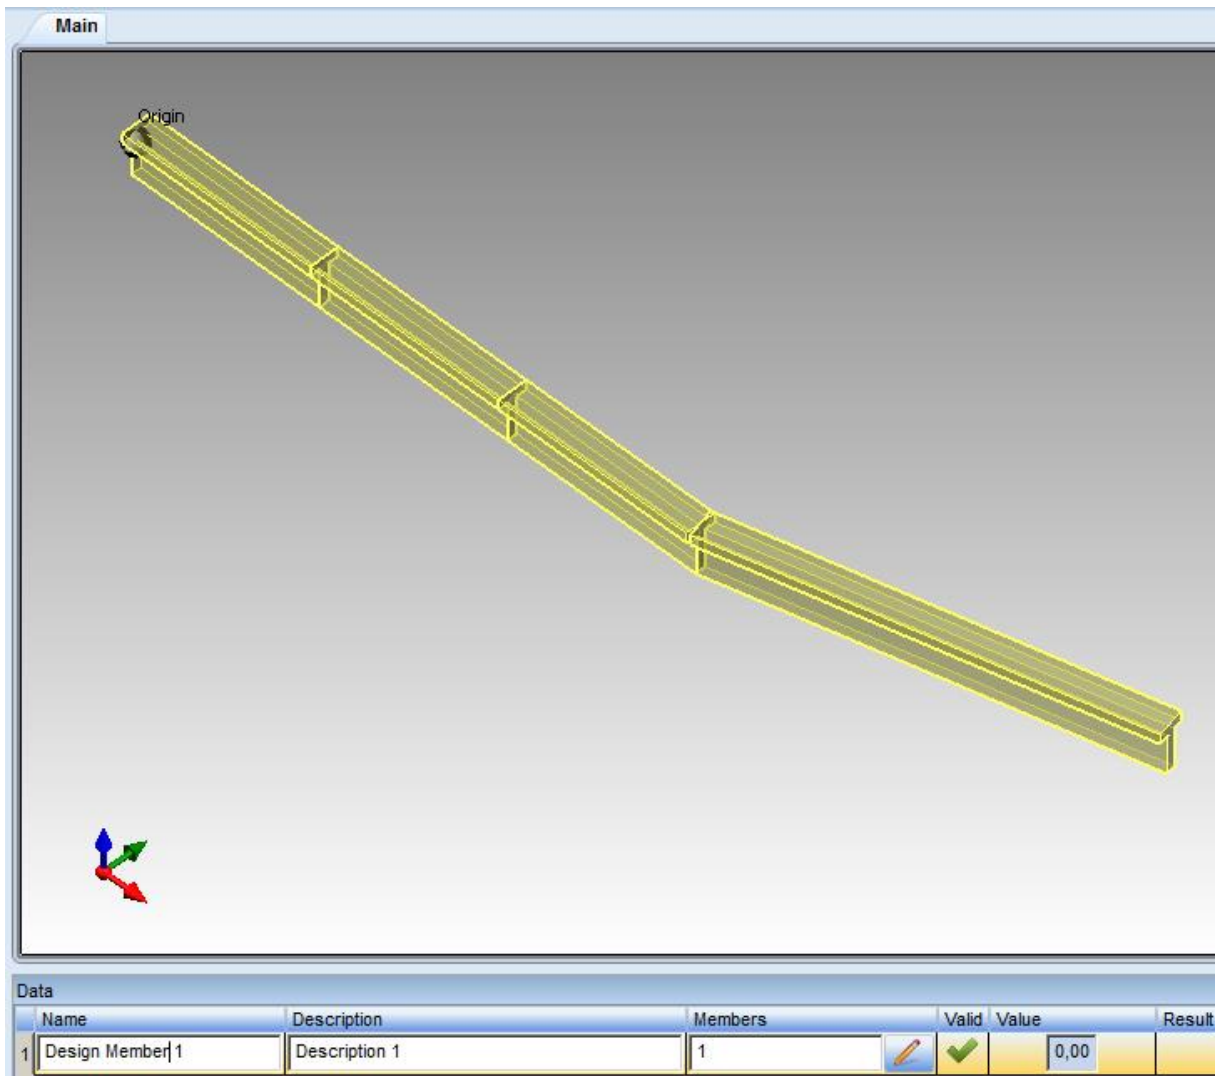 Main
Origin
Data
Name Description Members Valid Value Result
1 Design Member 1 Description 1 1 0,00